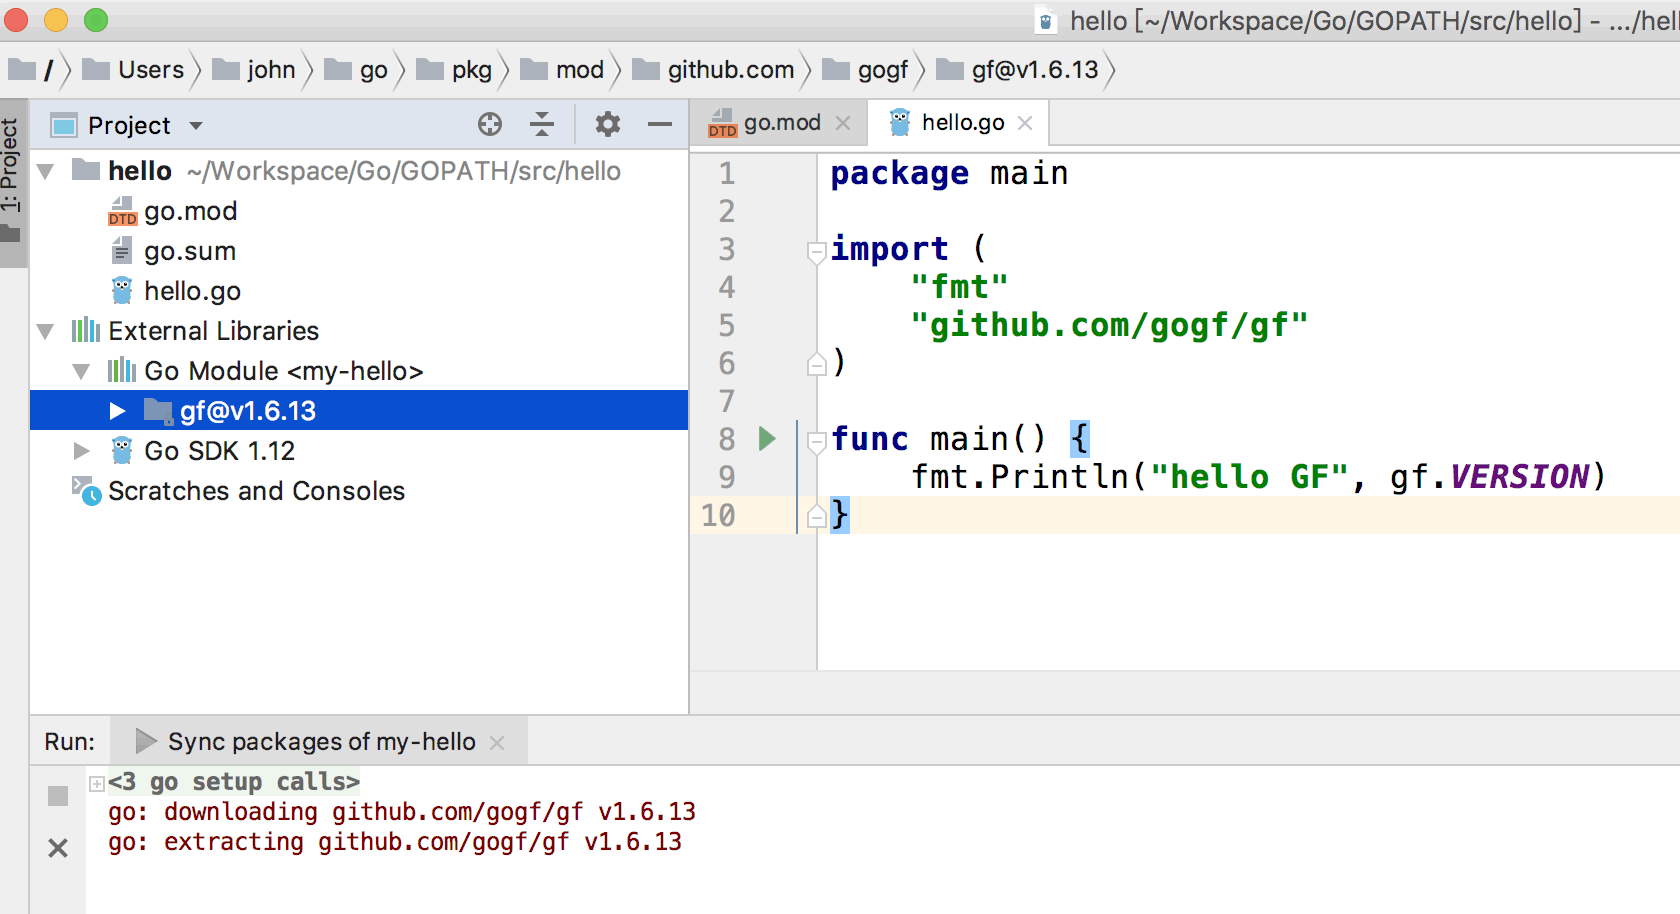 hello [~/Workspace/Go/GOPATH/src/hello] - .../hel
/ Users john go pkg mod github.com gogf gf@v1.6.13
1: Project
Project
hello ~/Workspace/Go/GOPATH/src/hello
DTD go.mod
go.sum
hello.go
External Libraries
Go Module <my-hello>
gf@v1.6.13
Go SDK 1.12
Scratches and Consoles
DTD go.mod hello.go
1 package main
2
3 import (
4 "fmt"
5 "github.com/gogf/gf"
6 )
7
8 func main() {
9 fmt.Println("hello GF", gf.VERSION)
10 }
Run: Sync packages of my-hello
<3 go setup calls>
go: downloading github.com/gogf/gf v1.6.13
go: extracting github.com/gogf/gf v1.6.13